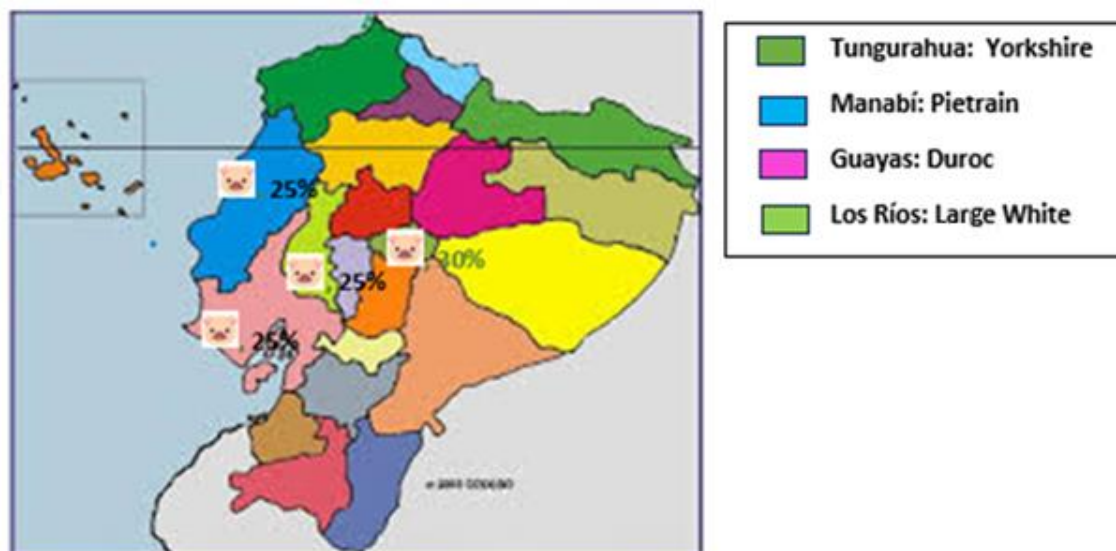 25%
30%
25%
25%
Tungurahua: Yorkshire
Manabí: Pietrain
Guayas: Duroc
Los Ríos: Large White